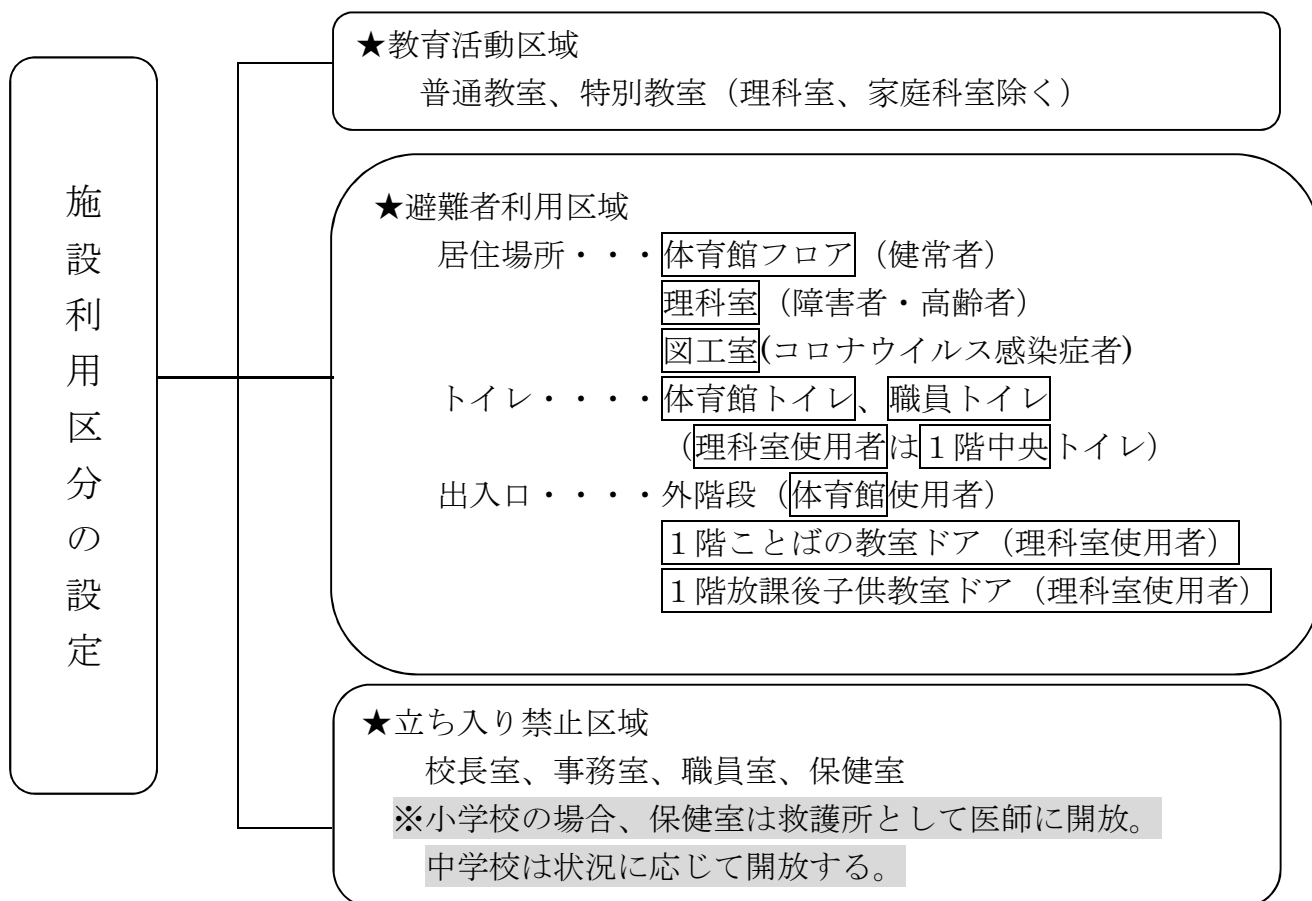 施設利用区分の設定
★教育活動区域
普通教室、特別教室（理科室、家庭科室除く）
★避難者利用区域
居住場所・・・体育館フロア（健常者）
理科室（障害者・高齢者）
図工室(コロナウイルス感染症者)
トイレ・・・・体育館トイレ、職員トイレ
（理科室使用者は１階中央トイレ）
出入口・・・・外階段（体育館使用者）
１階ことばの教室ドア（理科室使用者）
１階放課後子供教室ドア（理科室使用者）
★立ち入り禁止区域
校長室、事務室、職員室、保健室
※小学校の場合、保健室は救護所として医師に開放。
中学校は状況に応じて開放する。